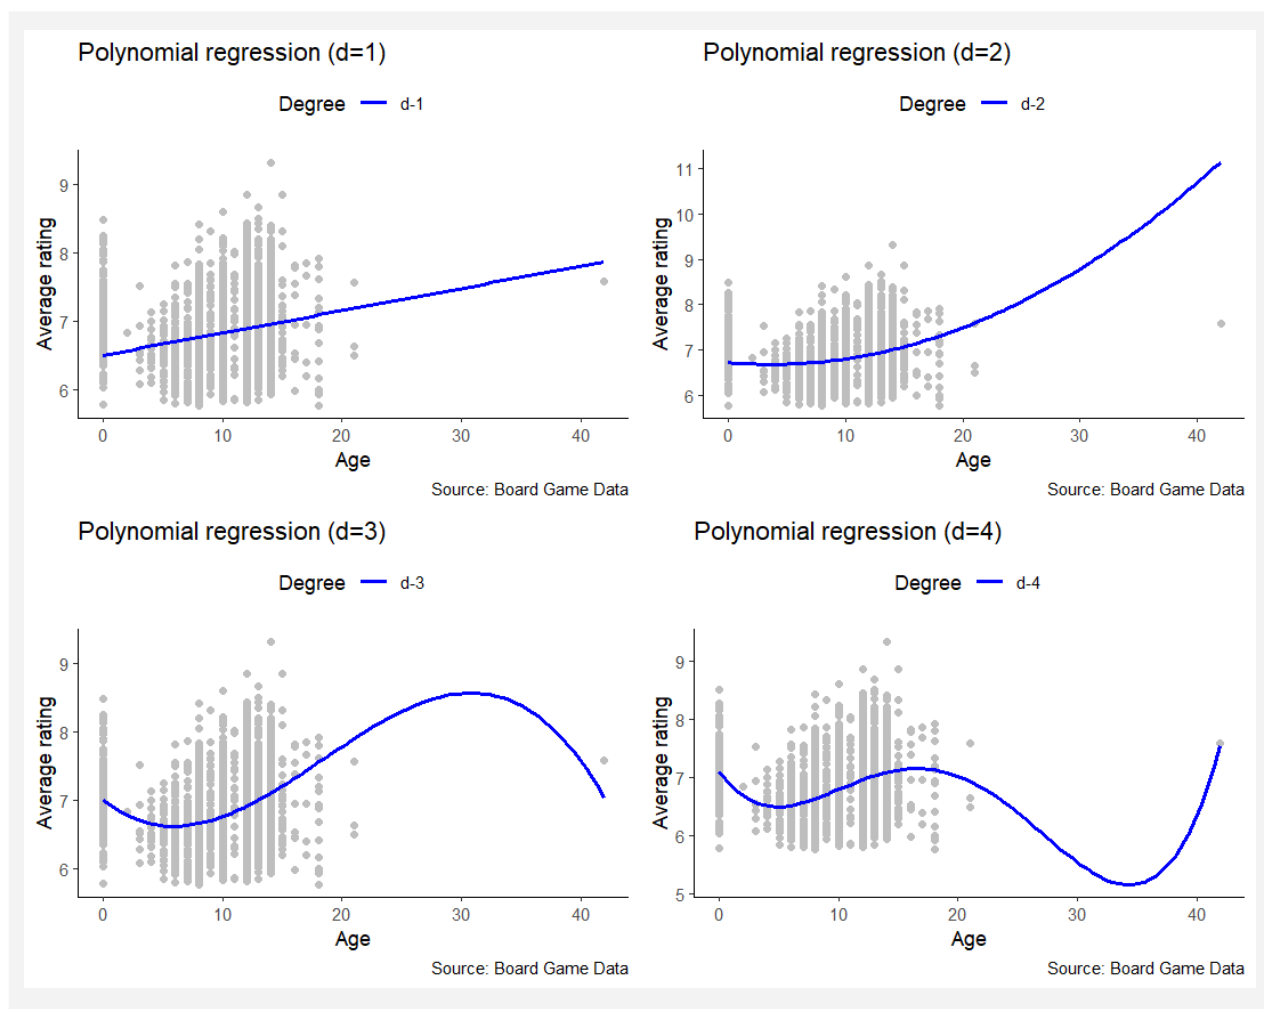 Polynomial regression (d=1)
Degree d-1
9
8
7
6
Average rating
0 10 20 30 40
Age
Source: Board Game Data
Polynomial regression (d=2)
Degree d-2
11
10
9
8
7
6
Average rating
0 10 20 30 40
Age
Source: Board Game Data
Polynomial regression (d=3)
Degree d-3
9
8
7
6
Average rating
0 10 20 30 40
Age
Source: Board Game Data
Polynomial regression (d=4)
Degree d-4
9
8
7
6
5
Average rating
0 10 20 30 40
Age
Source: Board Game Data